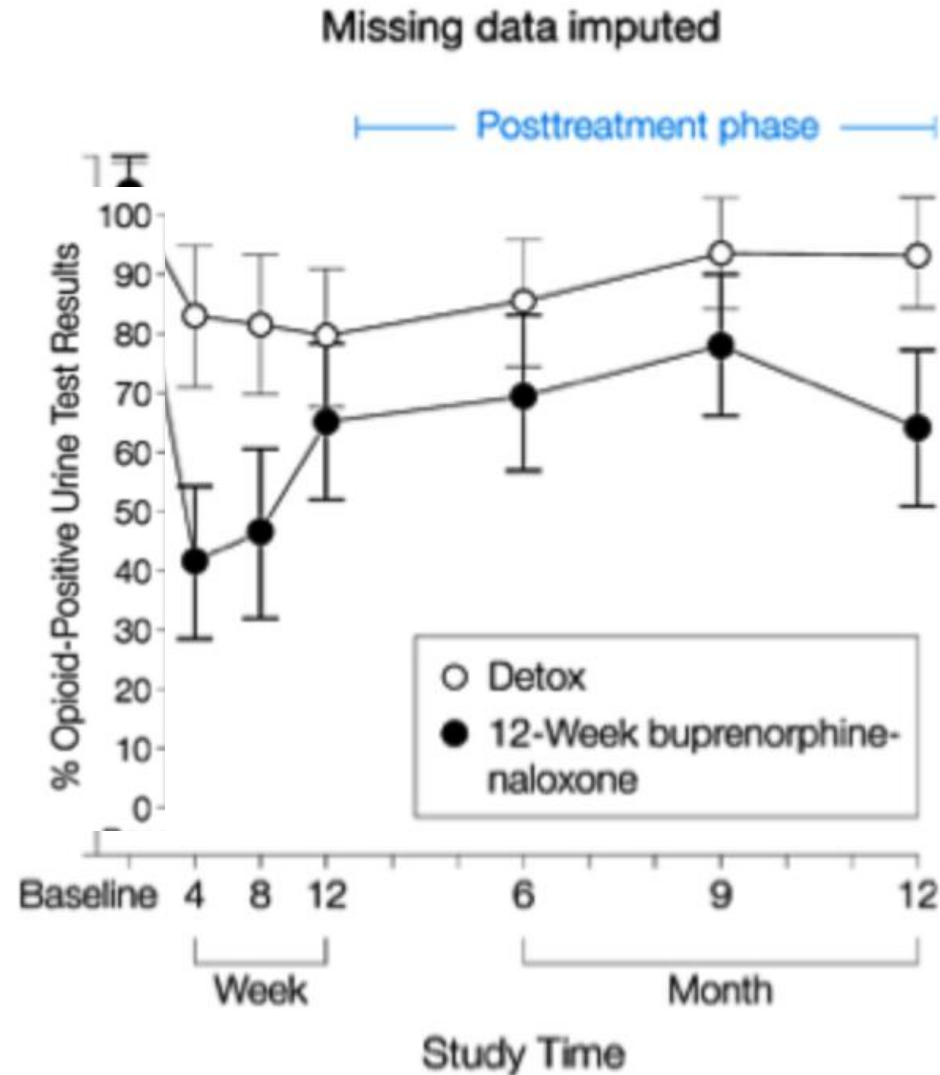 Missing data imputed
Posttreatment phase
% Opioid-Positive Urine Test Results
100
90
80
70
60
50
40
30
20
10
0
Detox
12-Week buprenorphine-
naloxone
Baseline 4 8 12 6 9 12
Week Month
Study Time